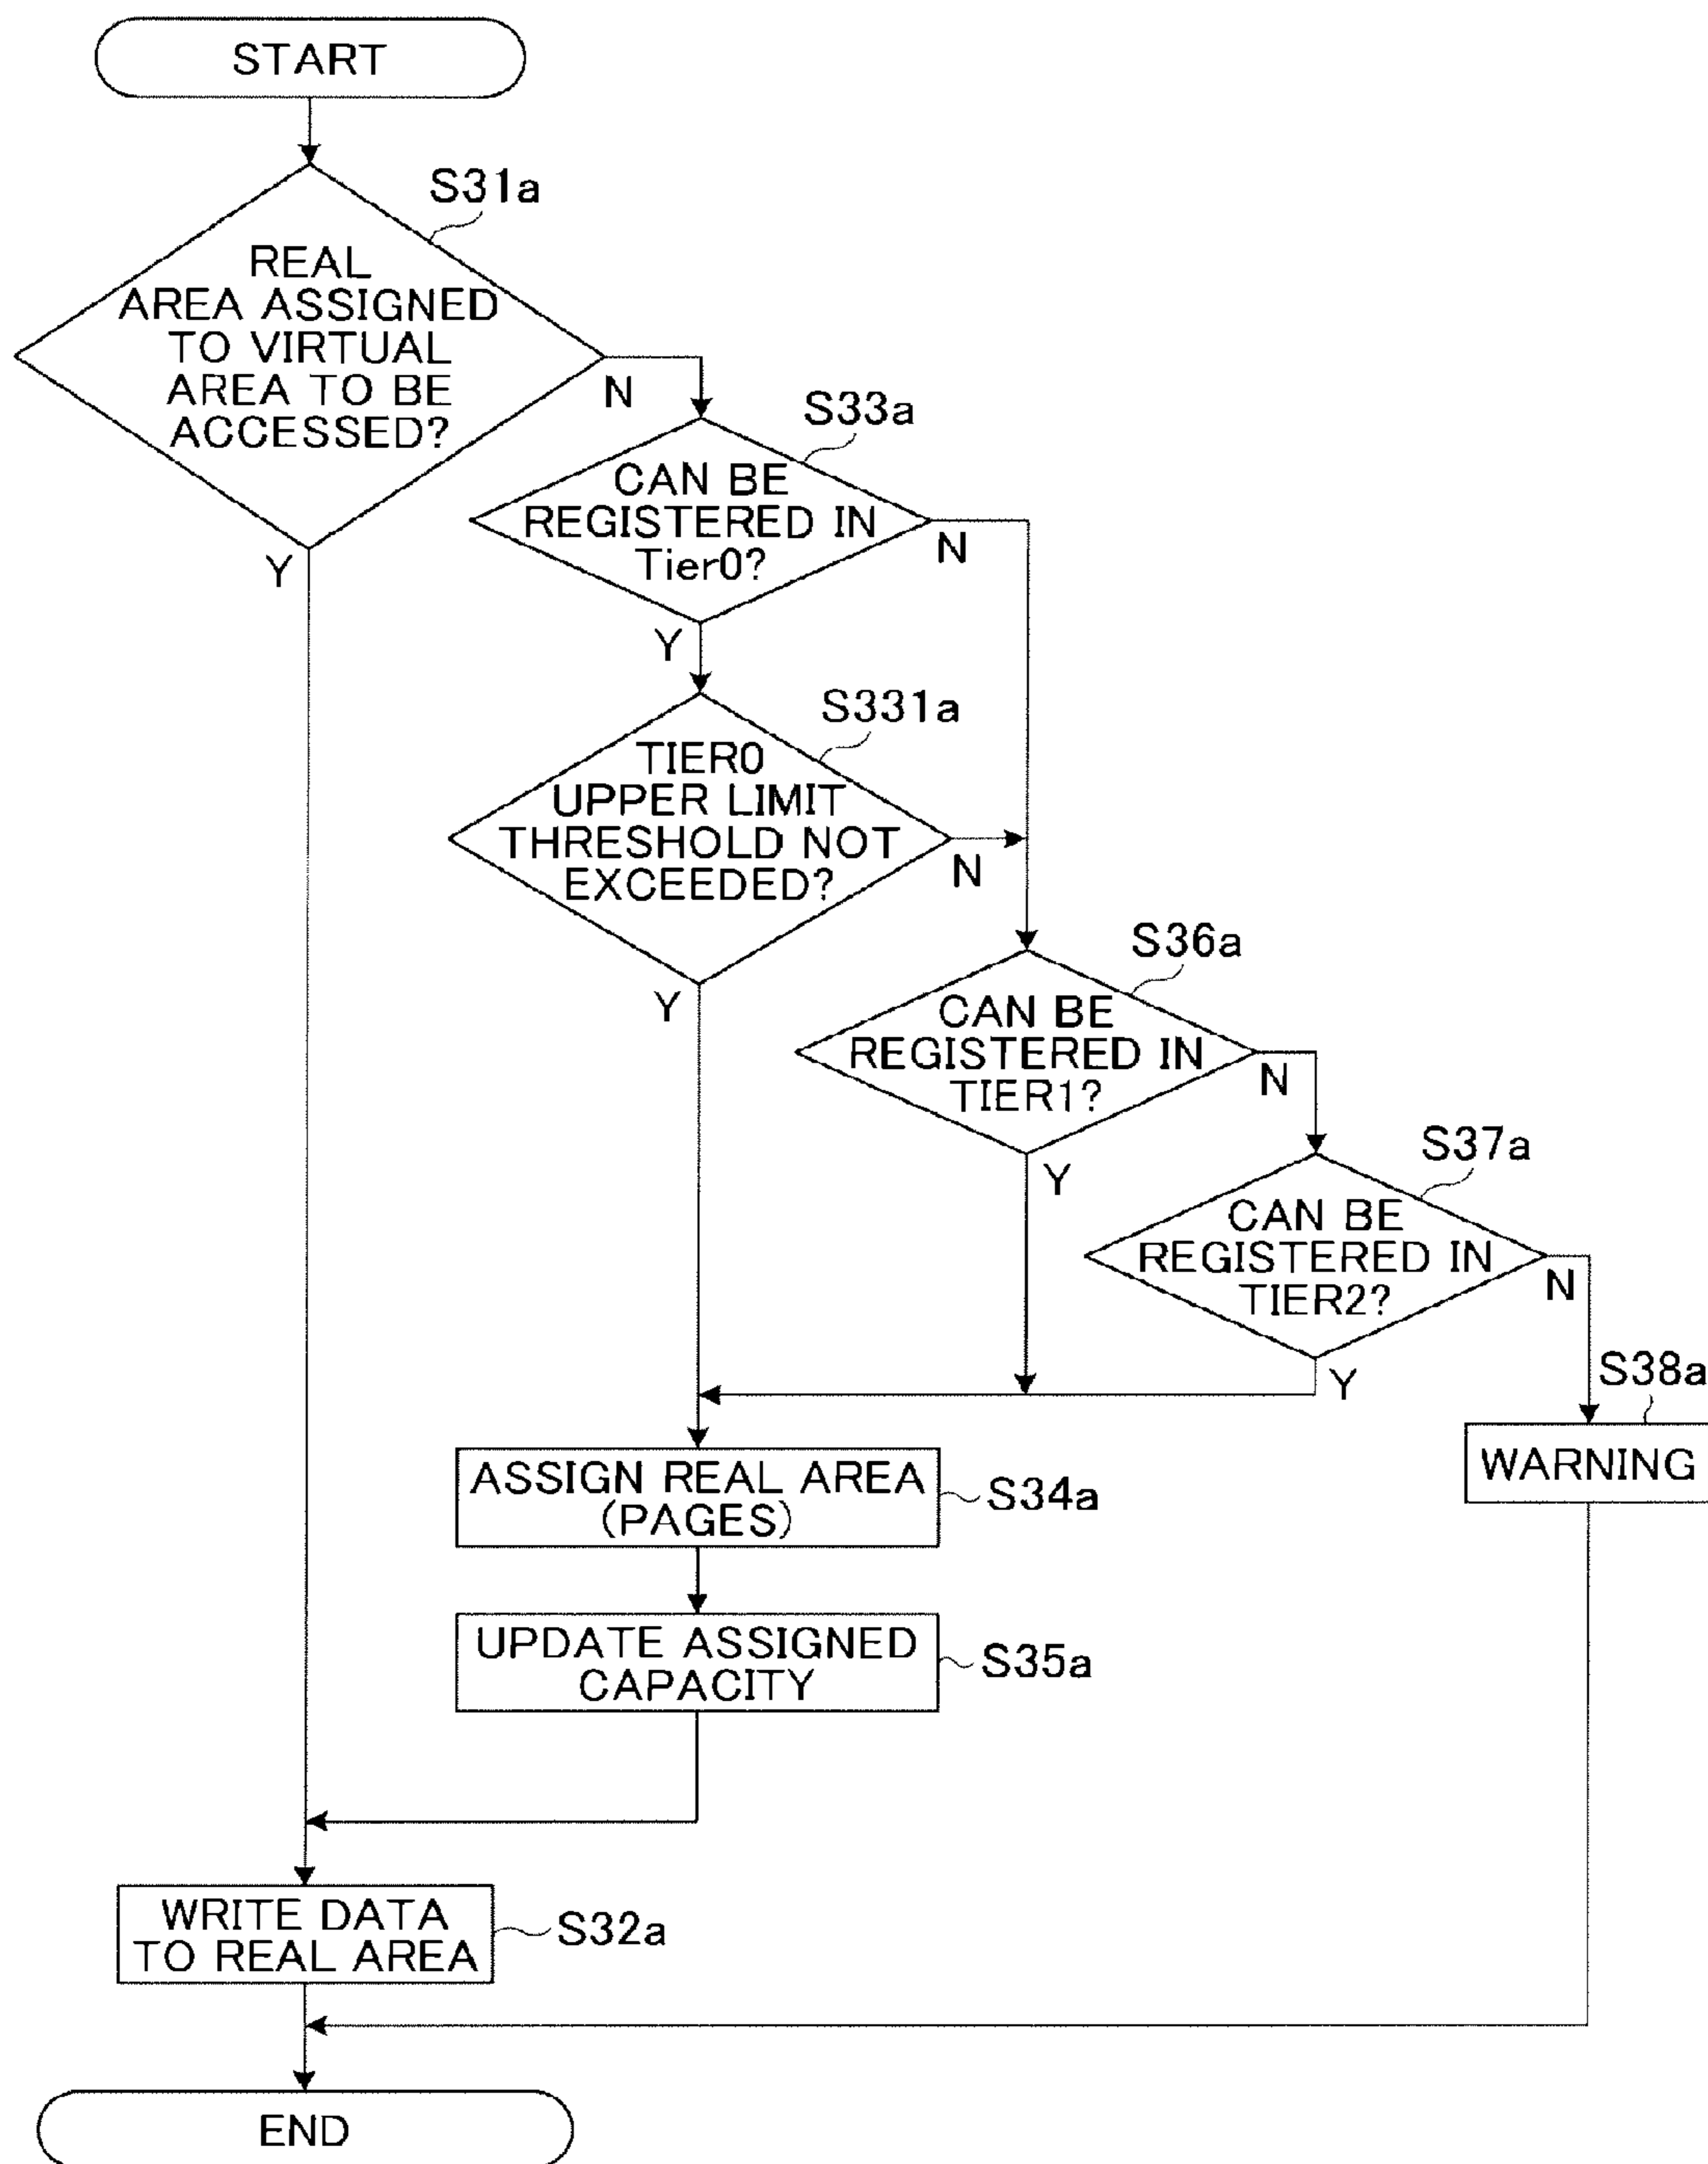 START
S31a
REAL
AREA ASSIGNED
TO VIRTUAL
AREA TO BE
ACCESSED?
N
Y
S33a
CAN BE
REGISTERED IN
Tier0?
N
Y
S331a
TIER0
UPPER LIMIT
THRESHOLD NOT
EXCEEDED?
N
Y
S36a
CAN BE
REGISTERED IN
TIER1?
N
Y
S37a
CAN BE
REGISTERED IN
TIER2?
N
Y
S38a
WARNING
ASSIGN REAL AREA
(PAGES)
S34a
UPDATE ASSIGNED
CAPACITY
S35a
WRITE DATA
TO REAL AREA
S32a
END